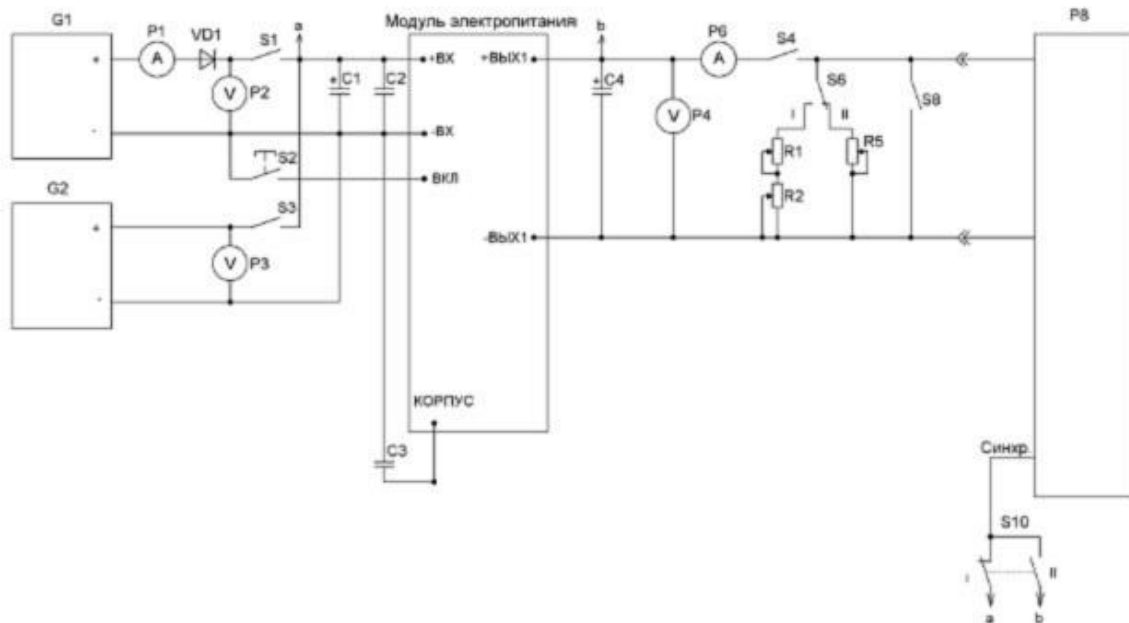 G1
P1
VD1
S1
a
Модуль электропитания
b
P6
S4
P8
+
A
+ C1
C2
+ВХ
+ВЫХ1
+ C4
A
S6
S8
V
P2
V
P4
I
II
-
-ВХ
R1
R5
S2
G2
ВКЛ
R2
S3
+
-ВЫХ1
V
P3
-
КОРПУС
C3
Синхр.
S10
I
II
a
b